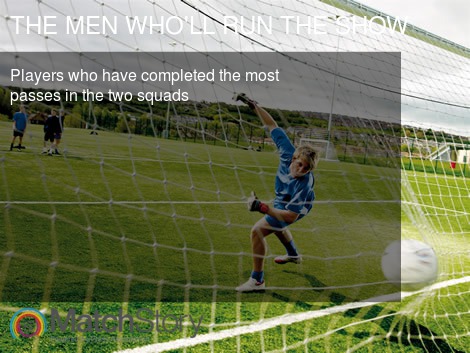 THE MEN WHO'LL RUN THE SHOW
Players who have completed the most
passes in the two squads
MatchStory